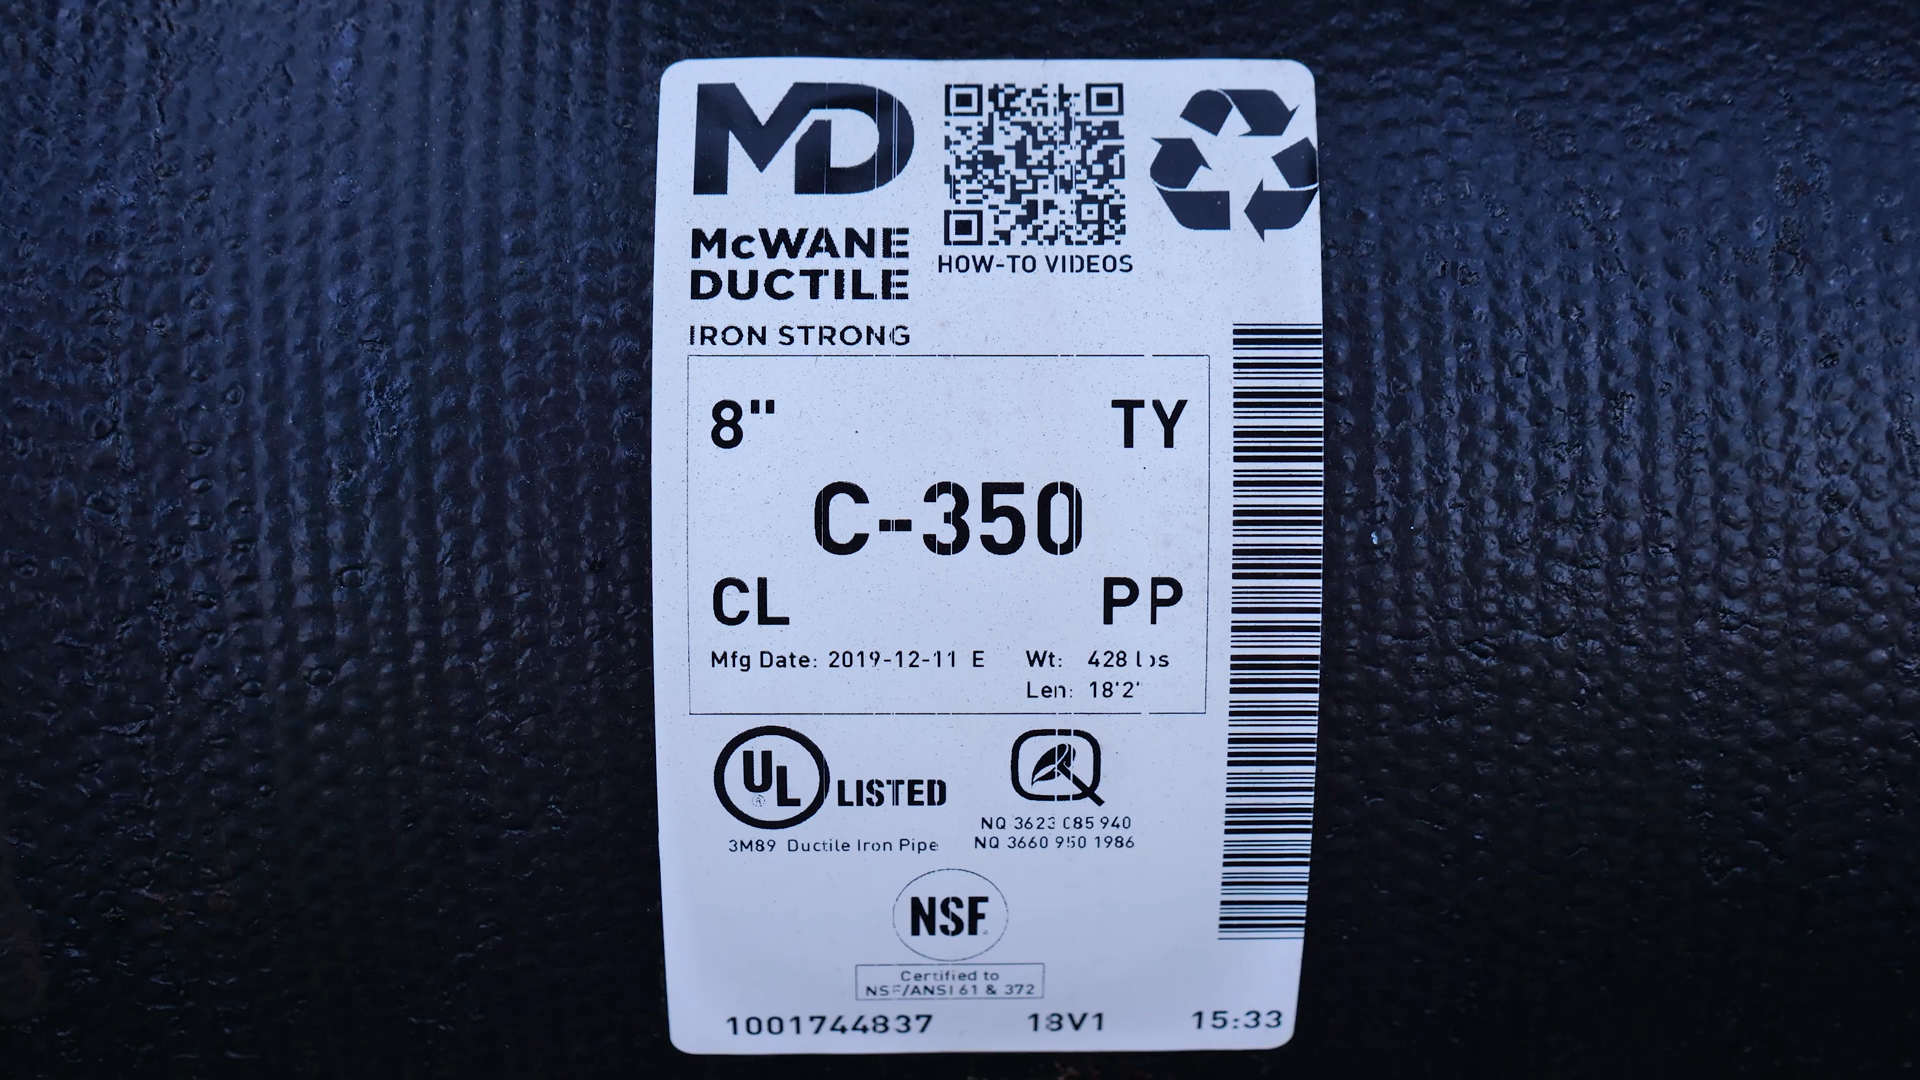 MD
McWANE
DUCTILE
IRON STRONG
HOW-TO VIDEOS
8" TY
C-350
CL PP
Mfg Date: 2019-12-11 E Wt: 428 lbs
Len: 18'2"
UL LISTED
3M89 Ductile Iron Pipe
Q
NQ 3623 085 940
NQ 3660 950 1986
NSF
Certified to
NSF/ANSI 61 & 372
1001744837 18V1 15:33